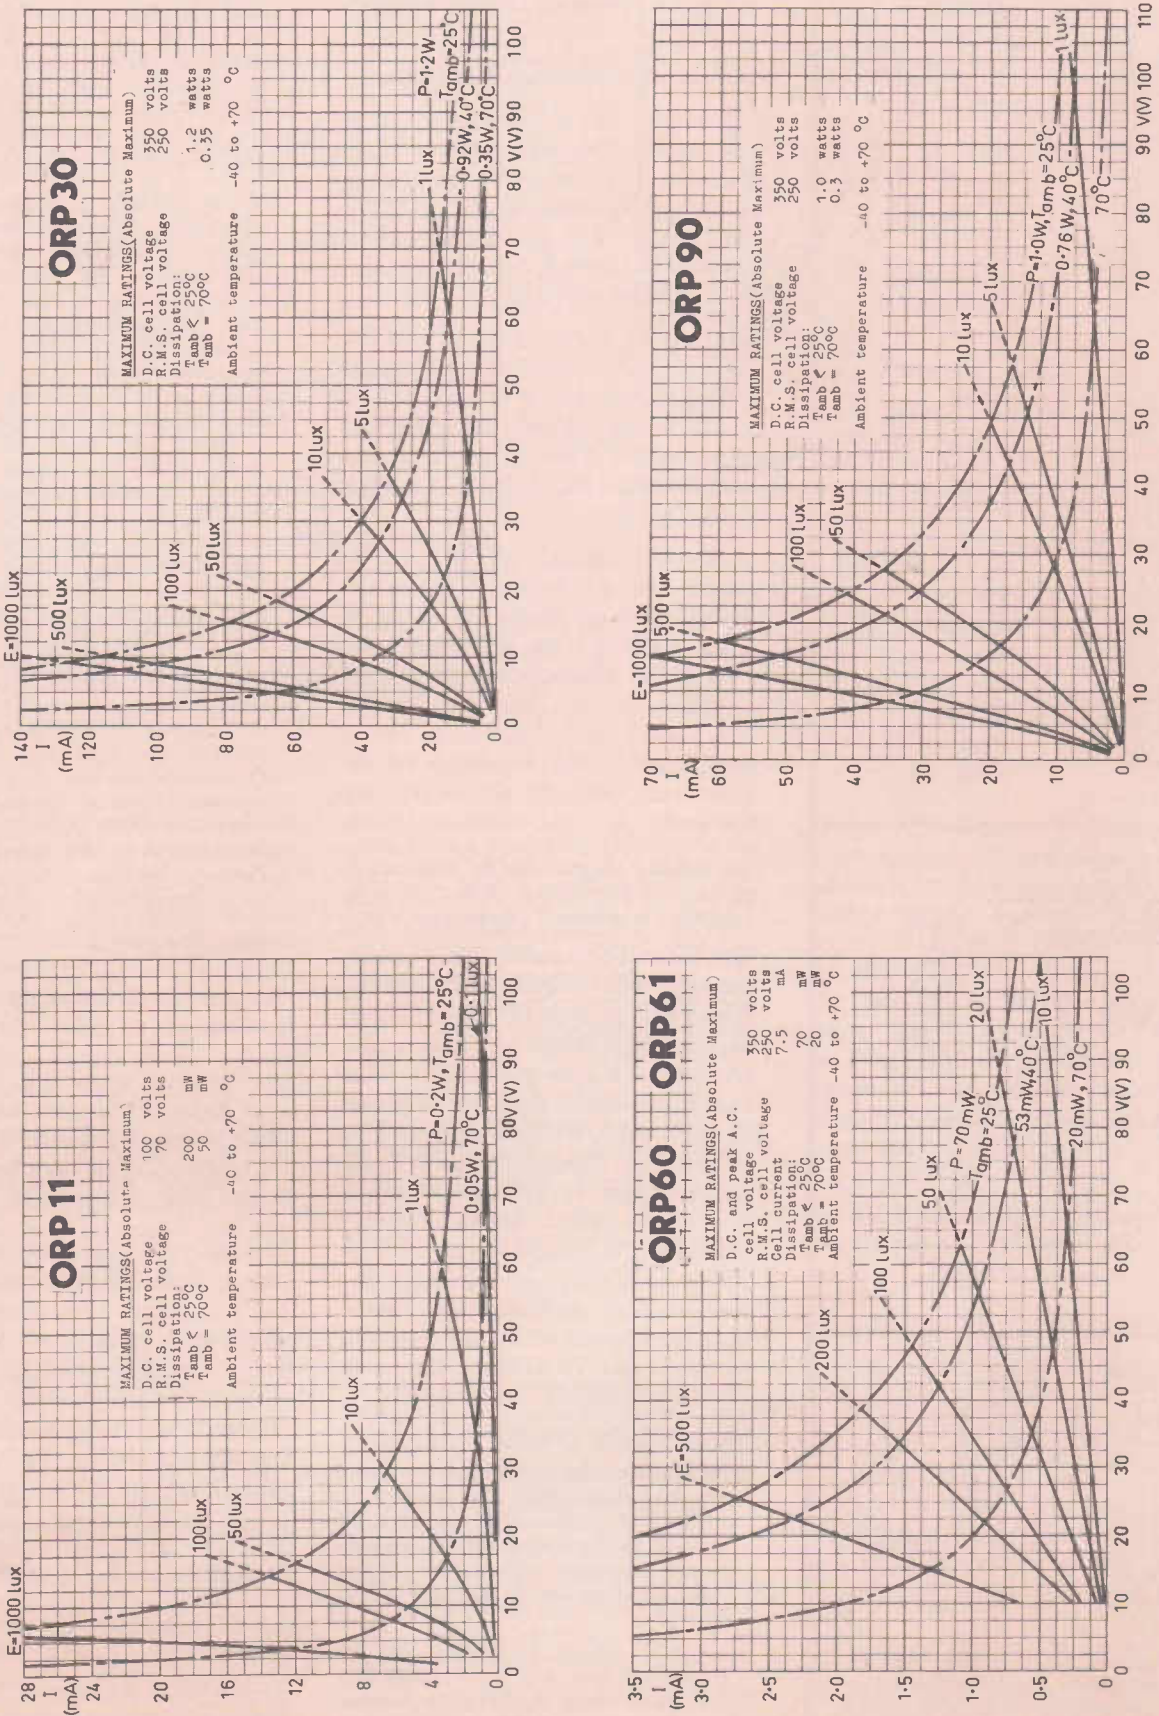 ORP 11
MAXIMUM RATINGS(Absolute Maximum)
D.C. cell voltage 100 volts
R.M.S. cell voltage 70 volts
Dissipation:
Tamb < 25°C 200 mW
Tamb = 70°C 50 mW
Ambient temperature -40 to +70 °C
E=1000 lux
100 lux
50 lux
10 lux
1 lux
P=0·2W, Tamb=25°C
0·1 lux
0·05W, 70°C
28
I
(mA)
24
20
16
12
8
4
0
0 10 20 30 40 50 60 70 80 V(V) 90 100
ORP 30
MAXIMUM RATINGS(Absolute Maximum)
D.C. cell voltage 350 volts
R.M.S. cell voltage 250 volts
Dissipation:
Tamb < 25°C 1.2 watts
Tamb = 70°C 0.35 watts
Ambient temperature -40 to +70 °C
E=1000 lux
500 lux
100 lux
50 lux
10 lux
5 lux
1 lux
P=1·2W
Tamb=25°C
0·92W, 40°C
0·35W, 70°C
140
I
(mA)
120
100
80
60
40
20
0
0 10 20 30 40 50 60 70 80 V(V) 90 100
ORP60 ORP61
MAXIMUM RATINGS(Absolute Maximum)
D.C. and peak A.C.
cell voltage 350 volts
R.M.S. cell voltage 250 volts
Cell current 7.5 mA
Dissipation:
Tamb < 25°C 70 mW
Tamb = 70°C 20 mW
Ambient temperature -40 to +70 °C
E=500 lux
200 lux
100 lux
50 lux
P=70mW
Tamb=25°C
20 lux
53mW, 40°C
10 lux
20mW, 70°C
3·5
I
(mA)
3·0
2·5
2·0
1·5
1·0
0·5
0
0 10 20 30 40 50 60 70 80 V(V) 90 100
ORP 90
MAXIMUM RATINGS(Absolute Maximum)
D.C. cell voltage 350 volts
R.M.S. cell voltage 250 volts
Dissipation:
Tamb < 25°C 1.0 watts
Tamb = 70°C 0.3 watts
Ambient temperature -40 to +70 °C
E=1000 lux
500 lux
100 lux
50 lux
10 lux
5 lux
P=1·0W, Tamb=25°C
0·76W, 40°C
1 lux
70°C
70
I
(mA)
60
50
40
30
20
10
0
0 10 20 30 40 50 60 70 80 90 V(V) 100 110